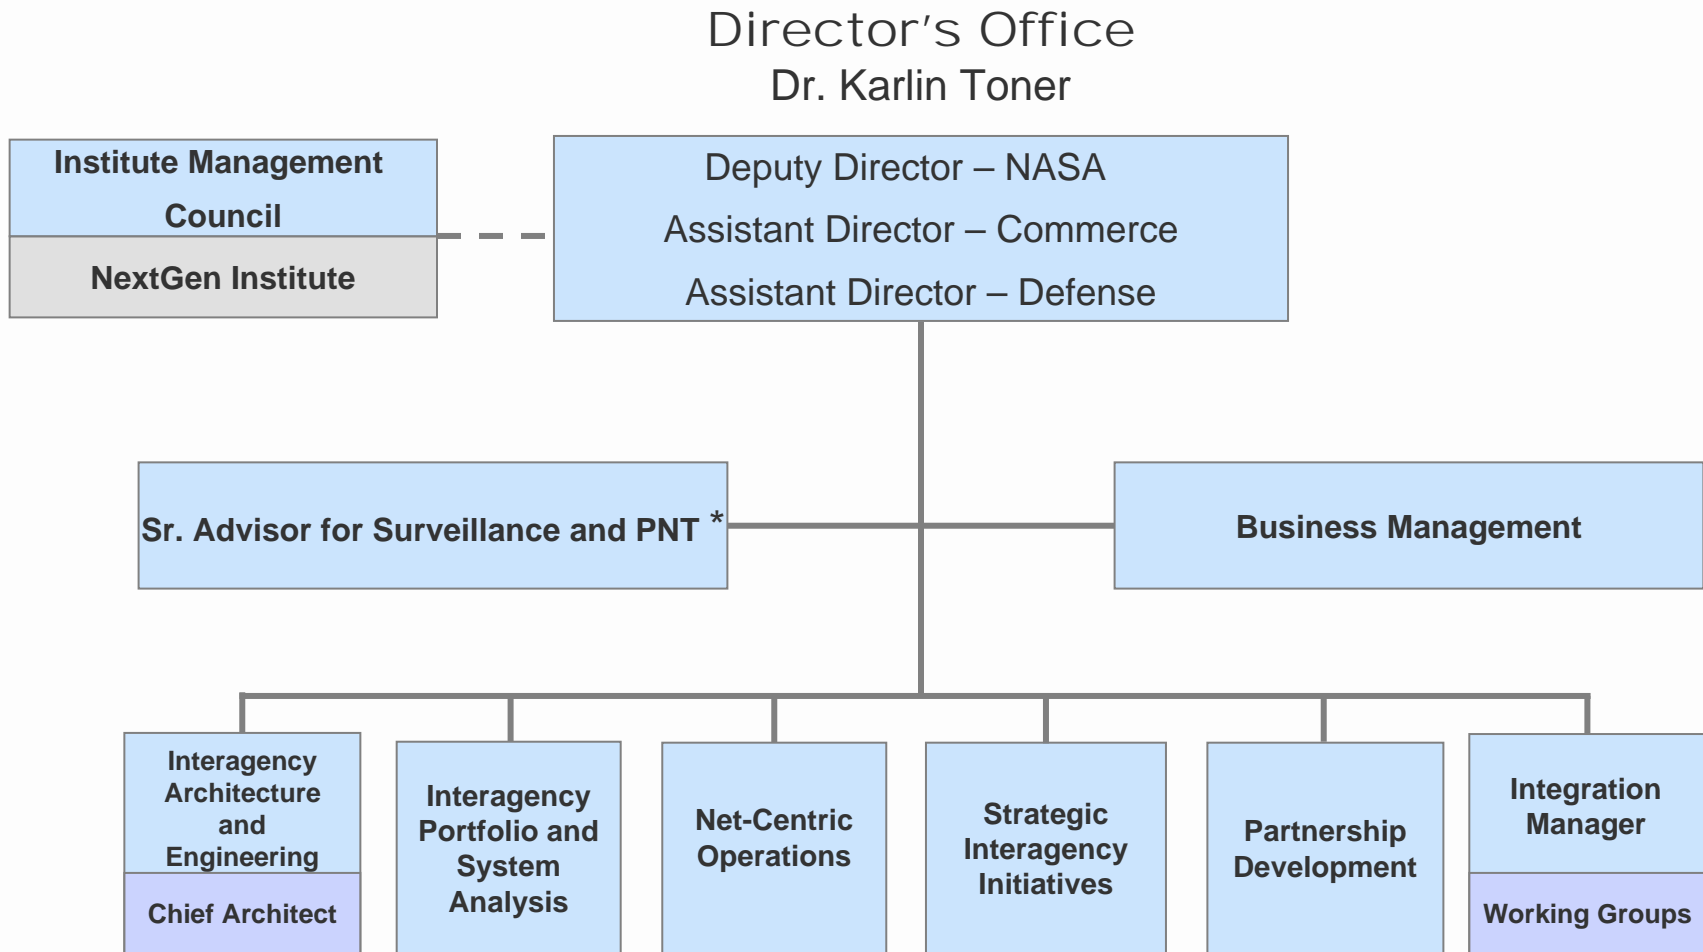 Director's Office
Dr. Karlin Toner
Institute Management
Council
NextGen Institute
Deputy Director – NASA
Assistant Director – Commerce
Assistant Director – Defense
Sr. Advisor for Surveillance and PNT *
Business Management
Interagency
Architecture
and
Engineering
Chief Architect
Interagency
Portfolio and
System
Analysis
Net-Centric
Operations
Strategic
Interagency
Initiatives
Partnership
Development
Integration
Manager
Working Groups